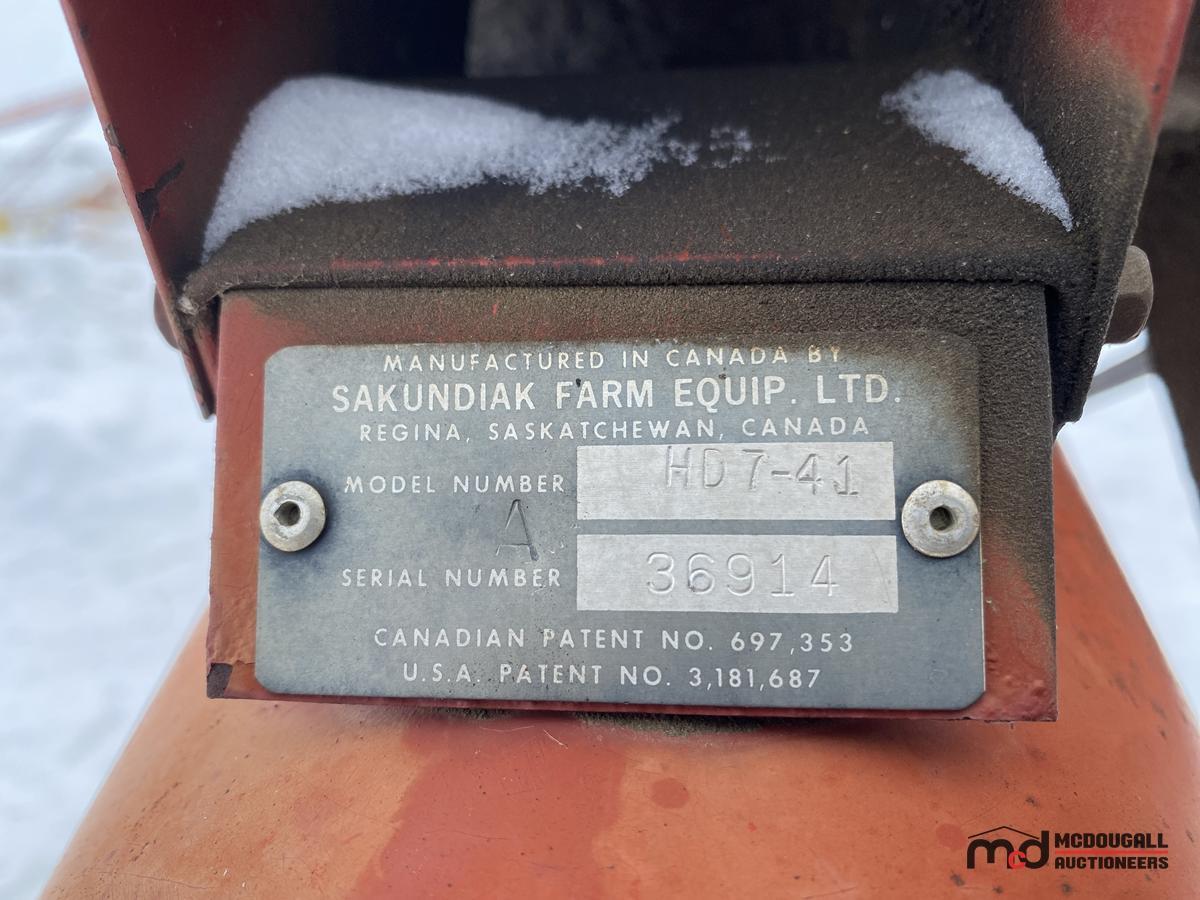 MANUFACTURED IN CANADA BY
SAKUNDIAK FARM EQUIP. LTD.
REGINA, SASKATCHEWAN, CANADA
MODEL NUMBER HD7-41
A
SERIAL NUMBER 36914
CANADIAN PATENT NO. 697,353
U.S.A. PATENT NO. 3,181,687
mcd MCDOUGALL
AUCTIONEERS